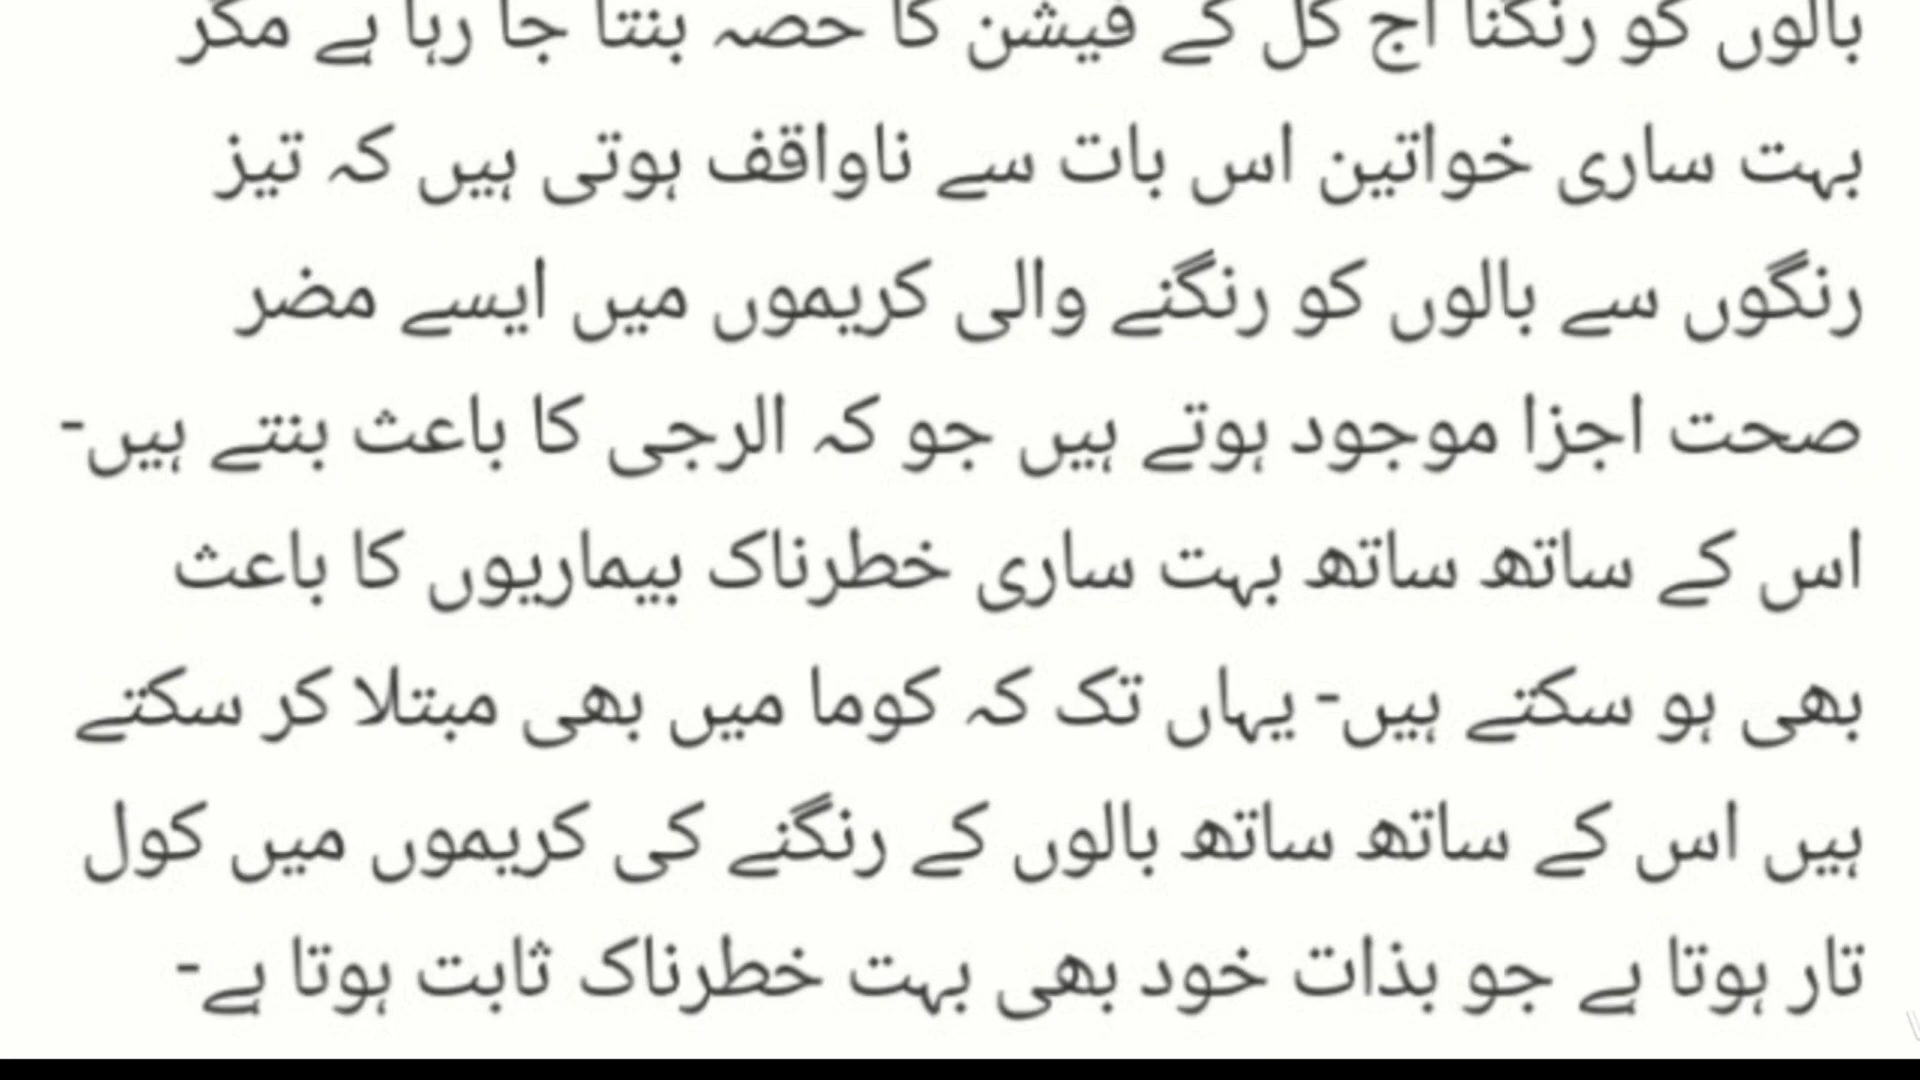 بالوں کو رنگنا آج کل کے فیشن کا حصہ بنتا جا رہا ہے مگر
بہت ساری خواتین اس بات سے ناواقف ہوتی ہیں کہ تیز
رنگوں سے بالوں کو رنگنے والی کریموں میں ایسے مضر
صحت اجزا موجود ہوتے ہیں جو کہ الرجی کا باعث بنتے ہیں-
اس کے ساتھ ساتھ بہت ساری خطرناک بیماریوں کا باعث
بھی ہو سکتے ہیں- یہاں تک کہ کوما میں بھی مبتلا کر سکتے
ہیں اس کے ساتھ ساتھ بالوں کے رنگنے کی کریموں میں کول
تار ہوتا ہے جو بذات خود بھی بہت خطرناک ثابت ہوتا ہے-